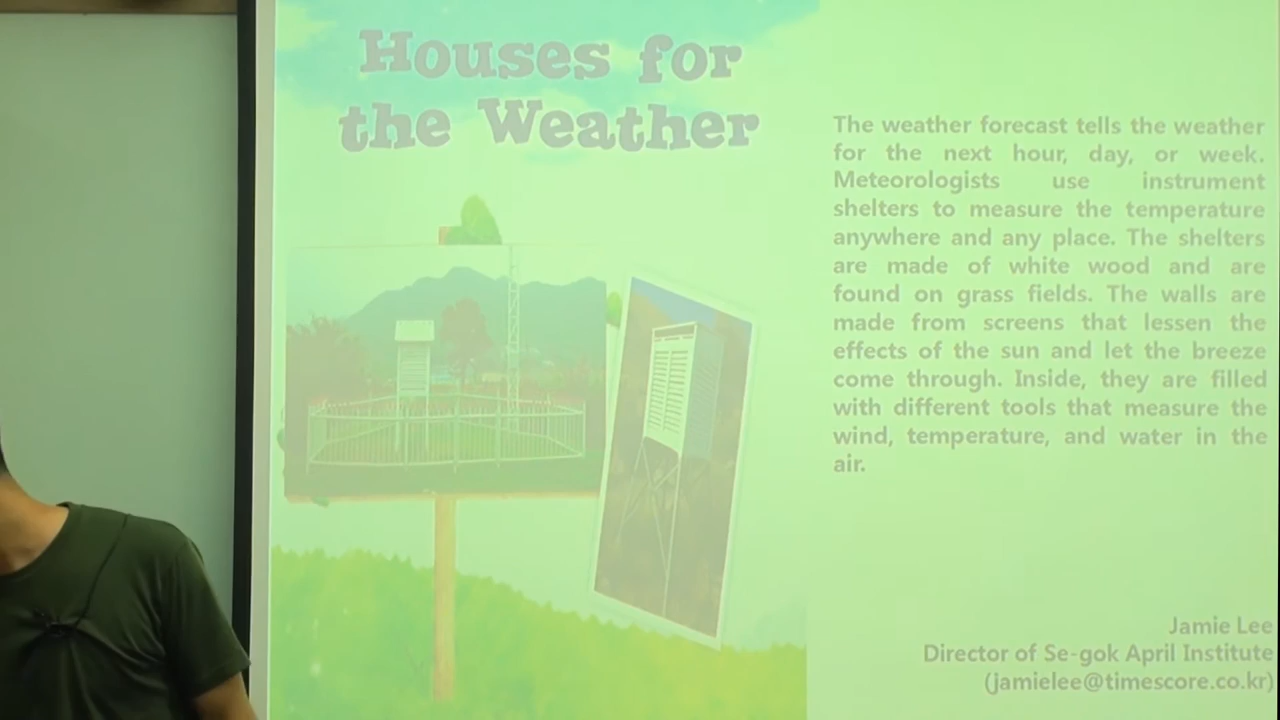 Houses for
the Weather
The weather forecast tells the weather
for the next hour, day, or week.
Meteorologists use instrument
shelters to measure the temperature
anywhere and any place. The shelters
are made of white wood and are
found on grass fields. The walls are
made from screens that lessen the
effects of the sun and let the breeze
come through. Inside, they are filled
with different tools that measure the
wind, temperature, and water in the
air.
Jamie Lee
Director of Se-gok April Institute
(jamielee@timescore.co.kr)